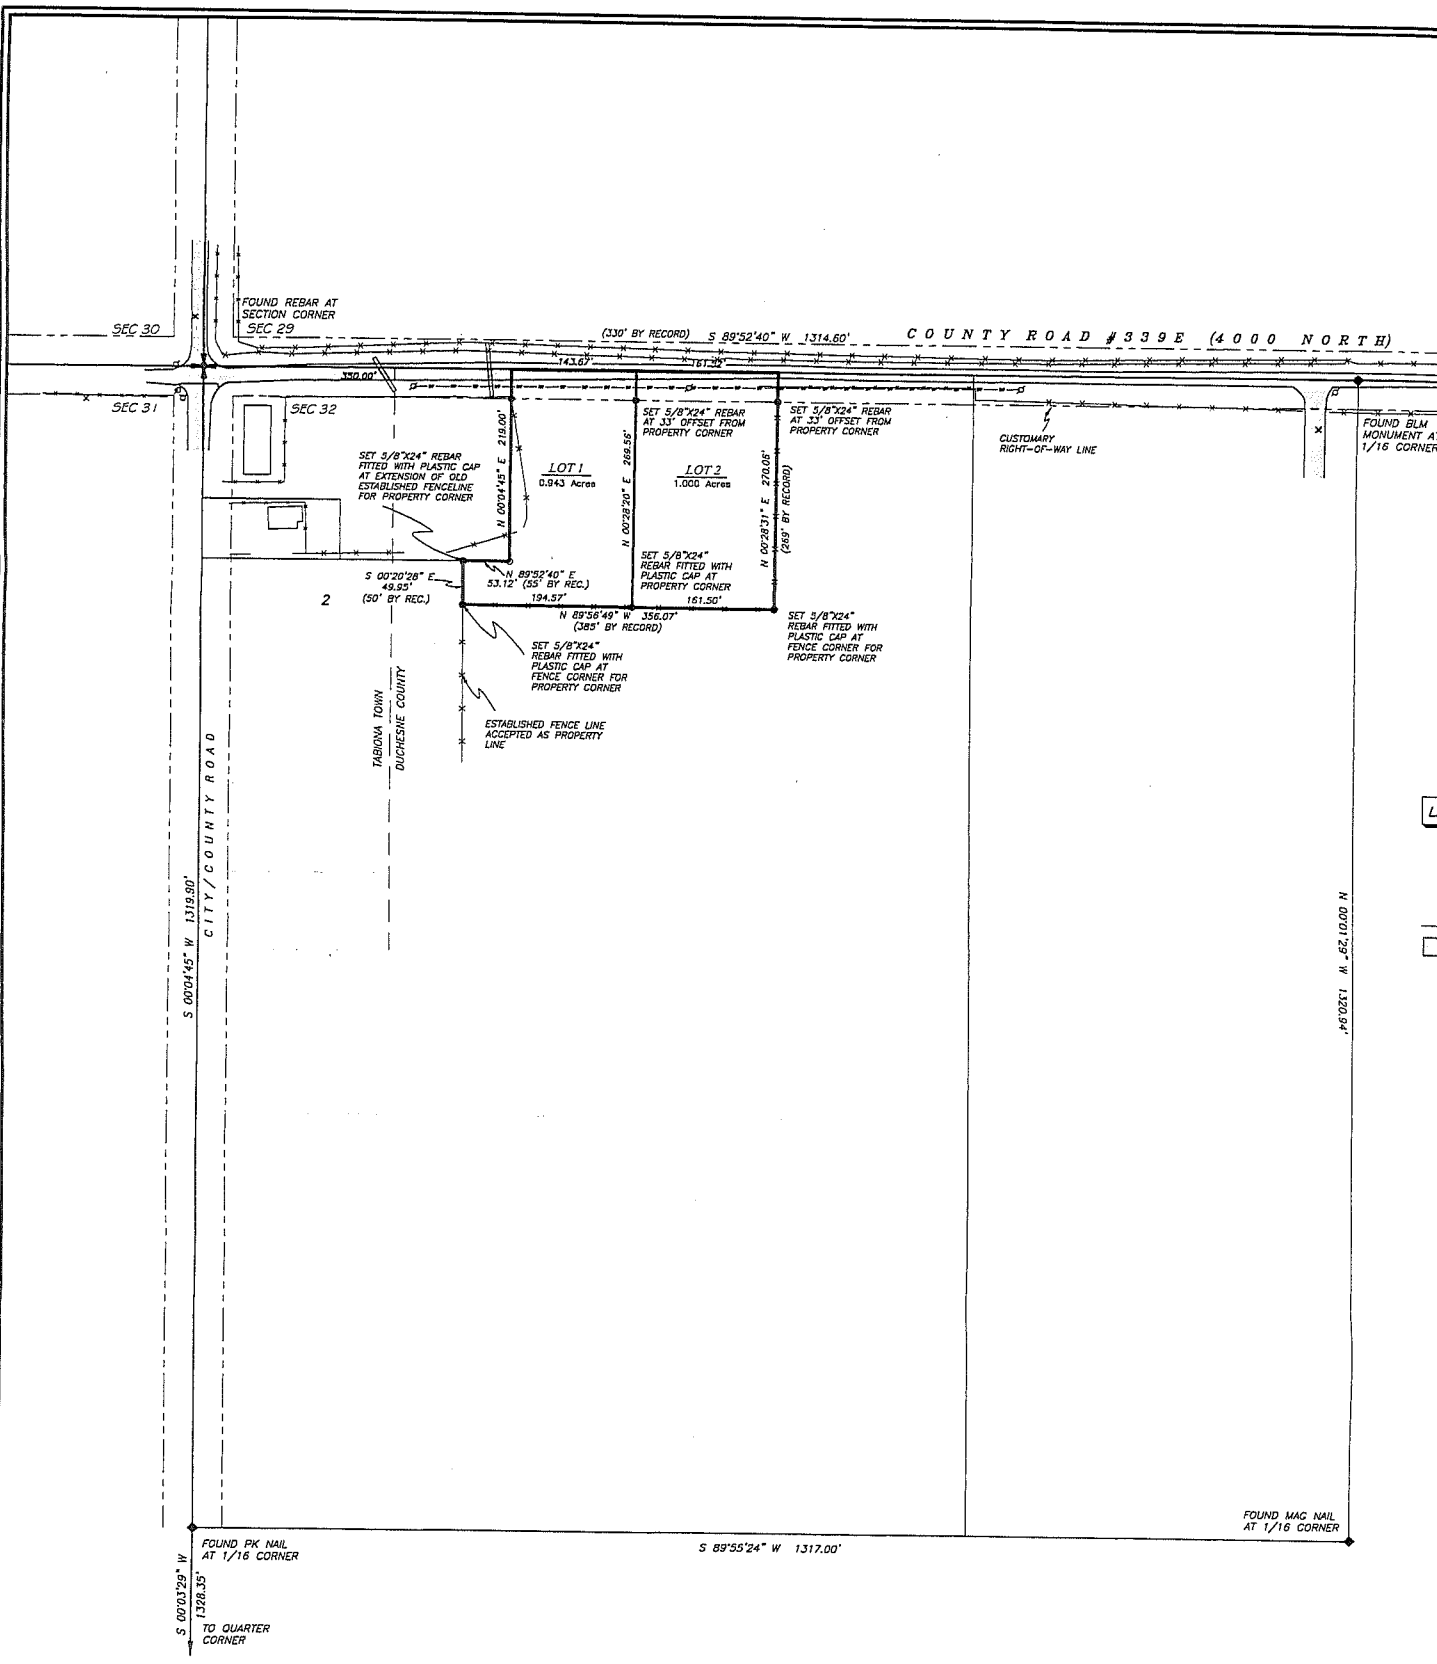 FOUND REBAR AT
SECTION CORNER
SEC 30
SEC 29
(330' BY RECORD)
S 89°52'40" W 1314.60'
COUNTY ROAD #339E (4000 NORTH)
143.67'
161.52'
350.00'
SEC 31
SEC 32
SET 5/8"X24" REBAR
AT 33' OFFSET FROM
PROPERTY CORNER
SET 5/8"X24" REBAR
AT 33' OFFSET FROM
PROPERTY CORNER
CUSTOMARY
RIGHT-OF-WAY LINE
FOUND BLM
MONUMENT AT
1/16 CORNER
SET 5/8"X24" REBAR
FITTED WITH PLASTIC CAP
AT EXTENSION OF OLD
ESTABLISHED FENCELINE
FOR PROPERTY CORNER
N 00°04'45" E 219.00'
LOT 1
0.943 Acres
N 00°28'20" E 269.56'
LOT 2
1.000 Acres
N 00°28'31" E 270.06'
(269' BY RECORD)
SET 5/8"X24"
REBAR FITTED WITH
PLASTIC CAP AT
PROPERTY CORNER
S 00°20'28" E
49.95'
(50' BY REC.)
N 89°52'40" E
53.12' (55' BY REC.)
2
194.57'
161.50'
N 89°56'49" W 356.07'
(385' BY RECORD)
SET 5/8"X24"
REBAR FITTED WITH
PLASTIC CAP AT
FENCE CORNER FOR
PROPERTY CORNER
SET 5/8"X24"
REBAR FITTED WITH
PLASTIC CAP AT
FENCE CORNER FOR
PROPERTY CORNER
ESTABLISHED FENCE LINE
ACCEPTED AS PROPERTY
LINE
TABIONA TOWN
DUCHESNE COUNTY
CITY/COUNTY ROAD
S 00°04'45" W 1319.90'
N 00°01'29" W 1320.94'
FOUND MAG NAIL
AT 1/16 CORNER
FOUND PK NAIL
AT 1/16 CORNER
S 89°55'24" W 1317.00'
S 00°03'29" W
1328.35'
TO QUARTER
CORNER